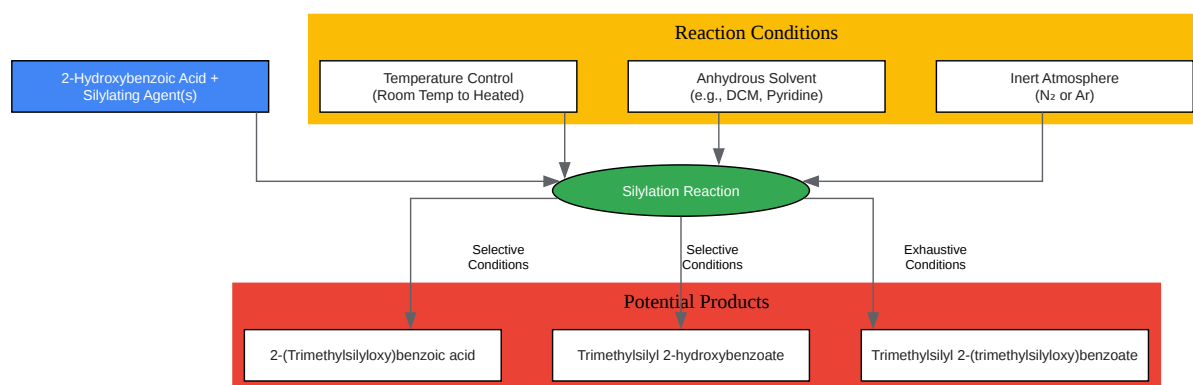 Reaction Conditions
2-Hydroxybenzoic Acid +
Silylating Agent(s)
Temperature Control
(Room Temp to Heated)
Anhydrous Solvent
(e.g., DCM, Pyridine)
Inert Atmosphere
(N₂ or Ar)
Silylation Reaction
Selective
Conditions
Selective
Conditions
Exhaustive
Conditions
Potential Products
2-(Trimethylsilyloxy)benzoic acid
Trimethylsilyl 2-hydroxybenzoate
Trimethylsilyl 2-(trimethylsilyloxy)benzoate